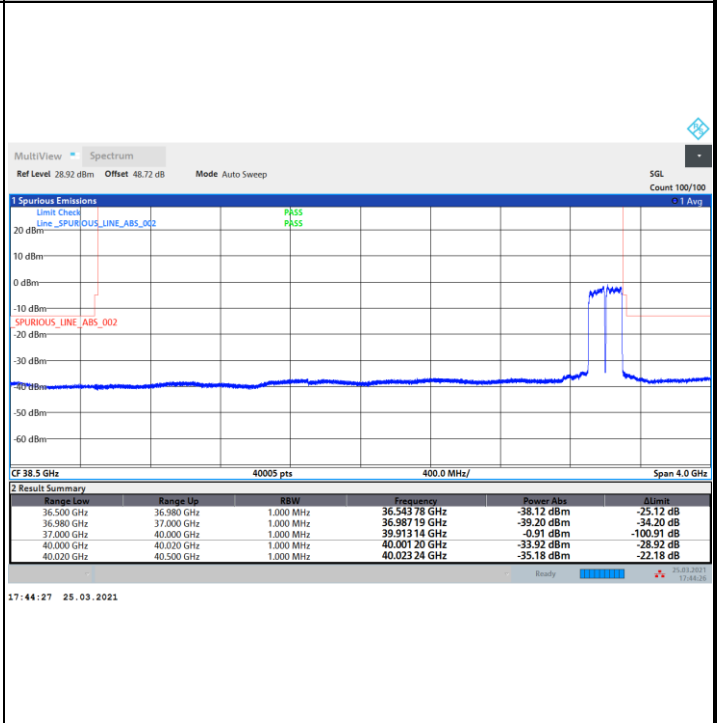 MultiView Spectrum
Ref Level 28.92 dBm Offset 48.72 dB Mode Auto Sweep SGL
Count 100/100
1 Spurious Emissions 1 Avg
Limit Check PASS
Line _SPURIOUS_LINE_ABS_002 PASS
20 dBm
10 dBm
0 dBm
-10 dBm
_SPURIOUS_LINE_ABS_002
-20 dBm
-30 dBm
-40 dBm
-50 dBm
-60 dBm
CF 38.5 GHz 40005 pts 400.0 MHz/ Span 4.0 GHz
2 Result Summary
Range Low Range Up RBW Frequency Power Abs ΔLimit
36.500 GHz 36.980 GHz 1.000 MHz 36.543 78 GHz -38.12 dBm -25.12 dB
36.980 GHz 37.000 GHz 1.000 MHz 36.987 19 GHz -39.20 dBm -34.20 dB
37.000 GHz 40.000 GHz 1.000 MHz 39.913 14 GHz -0.91 dBm -100.91 dB
40.000 GHz 40.020 GHz 1.000 MHz 40.001 20 GHz -33.92 dBm -28.92 dB
40.020 GHz 40.500 GHz 1.000 MHz 40.023 24 GHz -35.18 dBm -22.18 dB
Ready 25.03.2021
17:44:26
17:44:27 25.03.2021